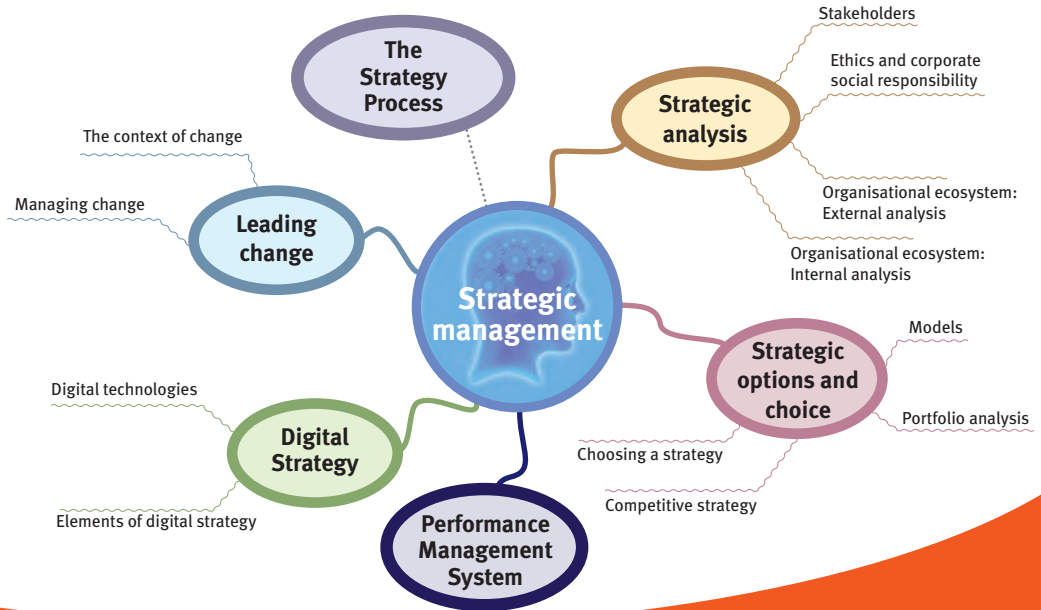 The
Strategy
Process
Stakeholders
Ethics and corporate
social responsibility
Strategic
analysis
Organisational ecosystem:
External analysis
Organisational ecosystem:
Internal analysis
The context of change
Managing change
Leading
change
Strategic
management
Models
Strategic
options and
choice
Portfolio analysis
Choosing a strategy
Competitive strategy
Digital technologies
Digital
Strategy
Elements of digital strategy
Performance
Management
System